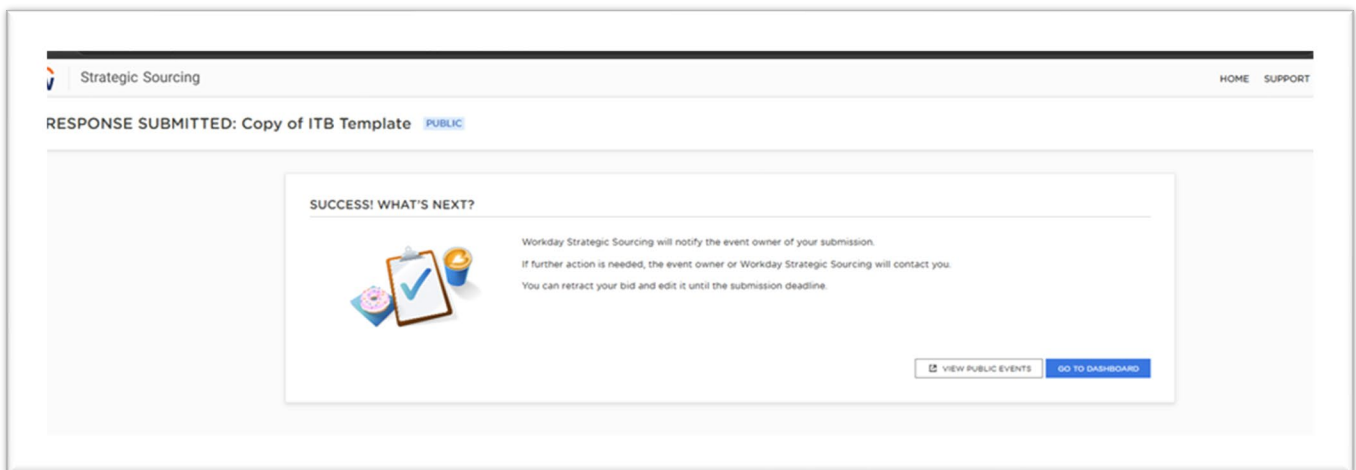 Strategic Sourcing
HOME SUPPORT
RESPONSE SUBMITTED: Copy of ITB Template PUBLIC
SUCCESS! WHAT'S NEXT?
Workday Strategic Sourcing will notify the event owner of your submission.
If further action is needed, the event owner or Workday Strategic Sourcing will contact you.
You can retract your bid and edit it until the submission deadline.
VIEW PUBLIC EVENTS GO TO DASHBOARD